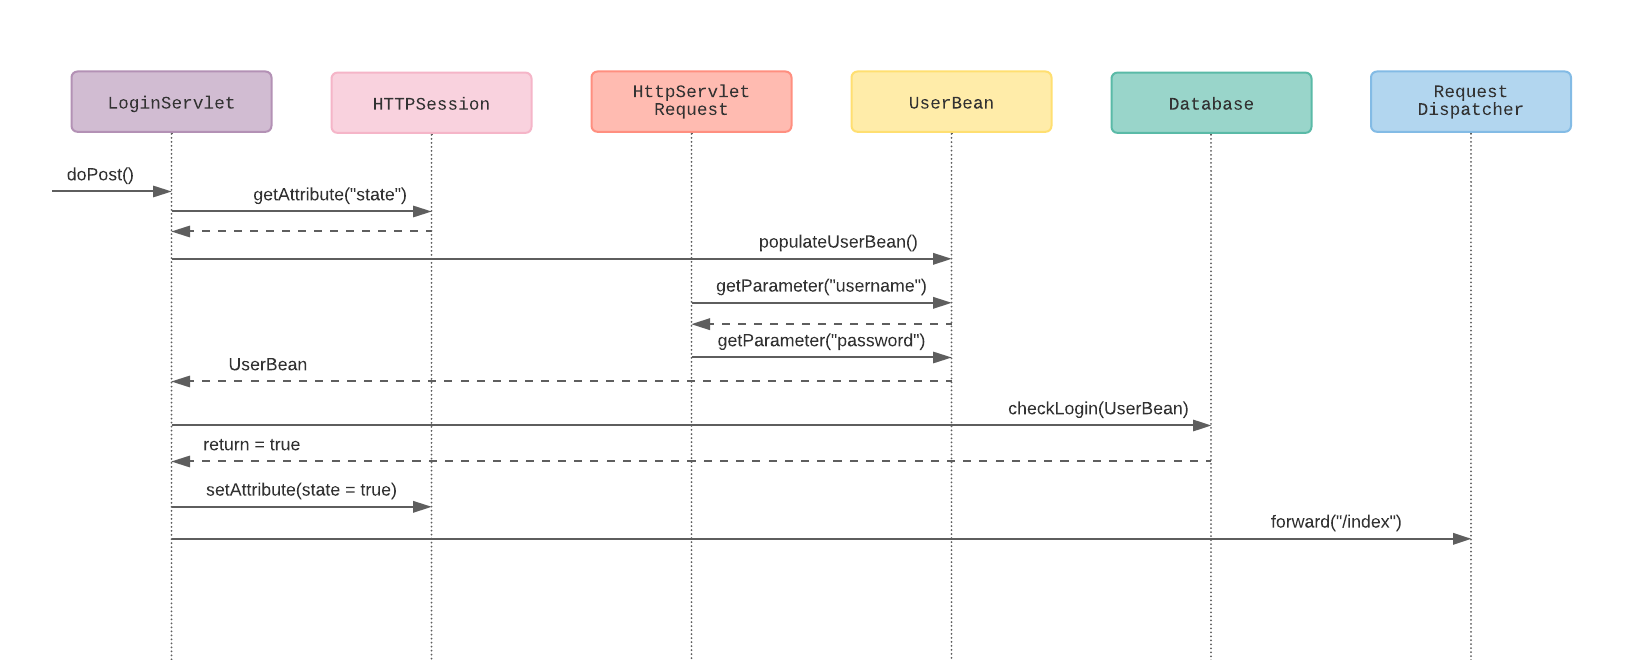 LoginServlet
HTTPSession
HttpServlet
Request
UserBean
Database
Request
Dispatcher
doPost()
getAttribute("state")
populateUserBean()
getParameter("username")
getParameter("password")
UserBean
checkLogin(UserBean)
return = true
setAttribute(state = true)
forward("/index")